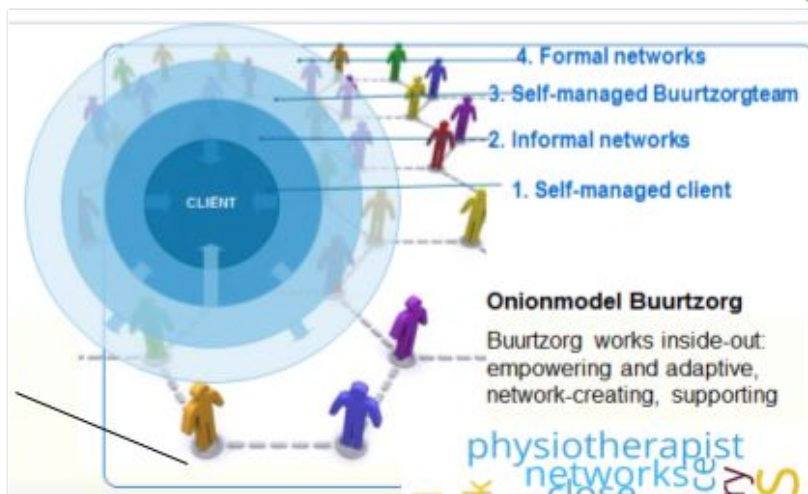 4. Formal networks
3. Self-managed Buurtzorgteam
2. Informal networks
1. Self-managed client
CLIËNT
Onionmodel Buurtzorg
Buurtzorg works inside-out:
empowering and adaptive,
network-creating, supporting
physiotherapist
networks